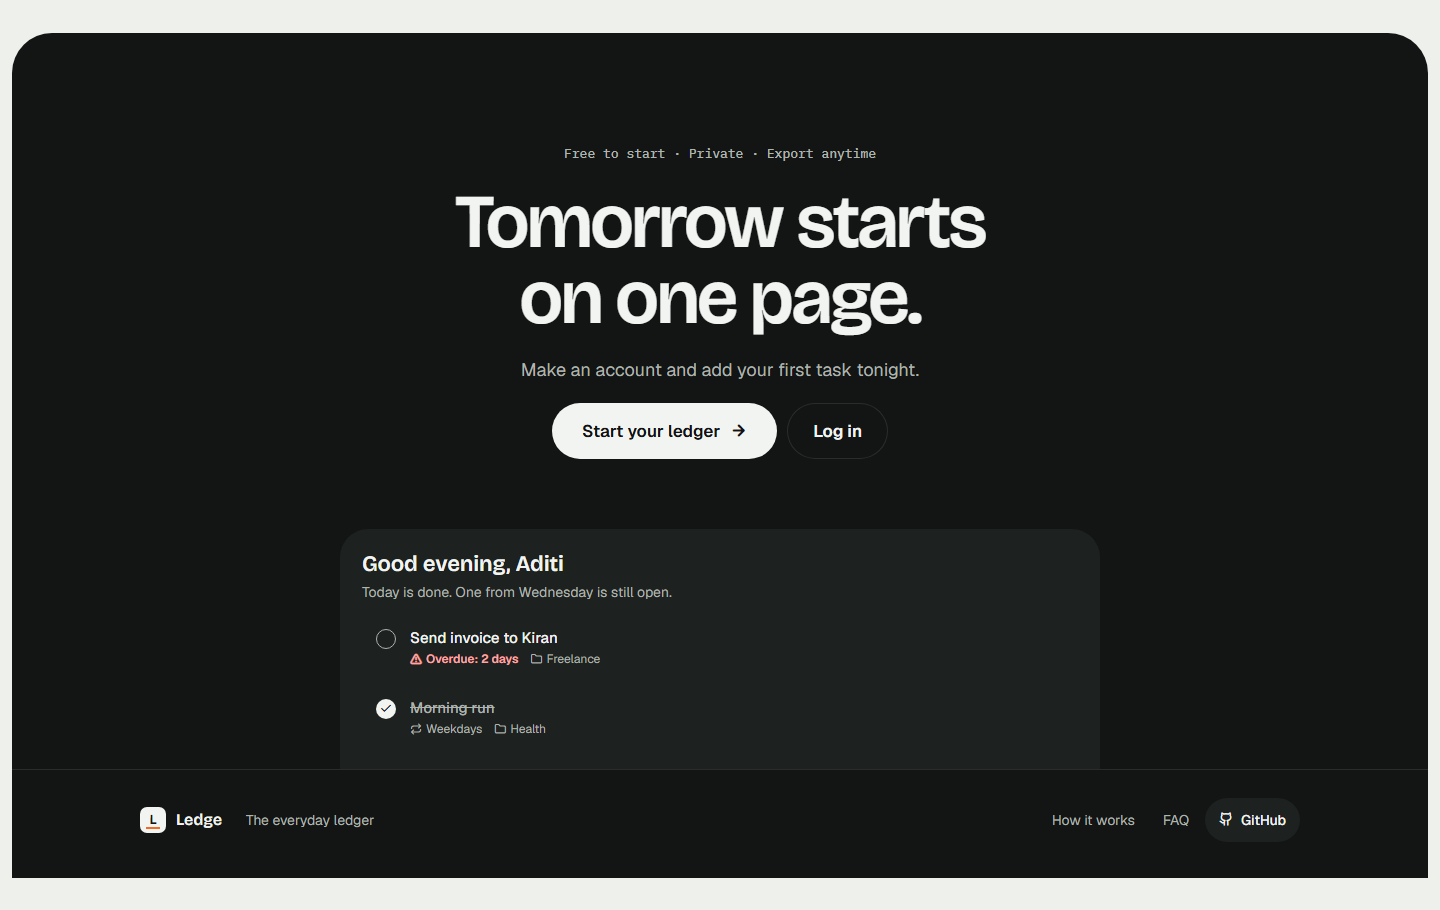 Free to start · Private · Export anytime
Tomorrow starts
on one page.
Make an account and add your first task tonight.
Start your ledger →
Log in
Good evening, Aditi
Today is done. One from Wednesday is still open.
Send invoice to Kiran
Overdue: 2 days Freelance
Morning run
Weekdays Health
L Ledge The everyday ledger How it works FAQ GitHub